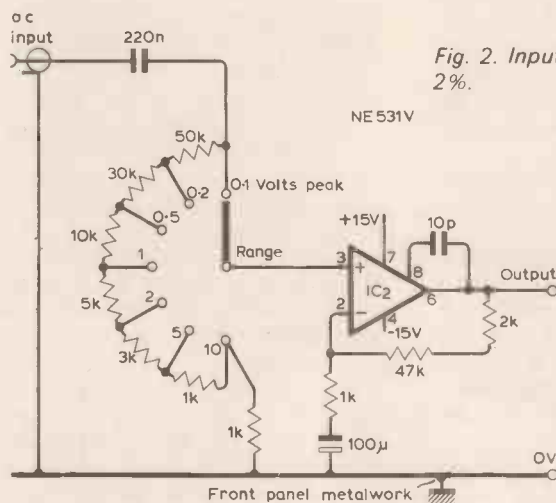 ac
input
220n
Fig. 2. Input
2%.
NE531V
50k
30k
0·2
0·1 Volts peak
0·5
10k
+15V
10p
1
Range
3
+
7
8
IC2
6
Output
5k
2
2
−
4
-15V
2k
5
10
47k
3k
1k
1k
1k
100µ
0V
Front panel metalwork